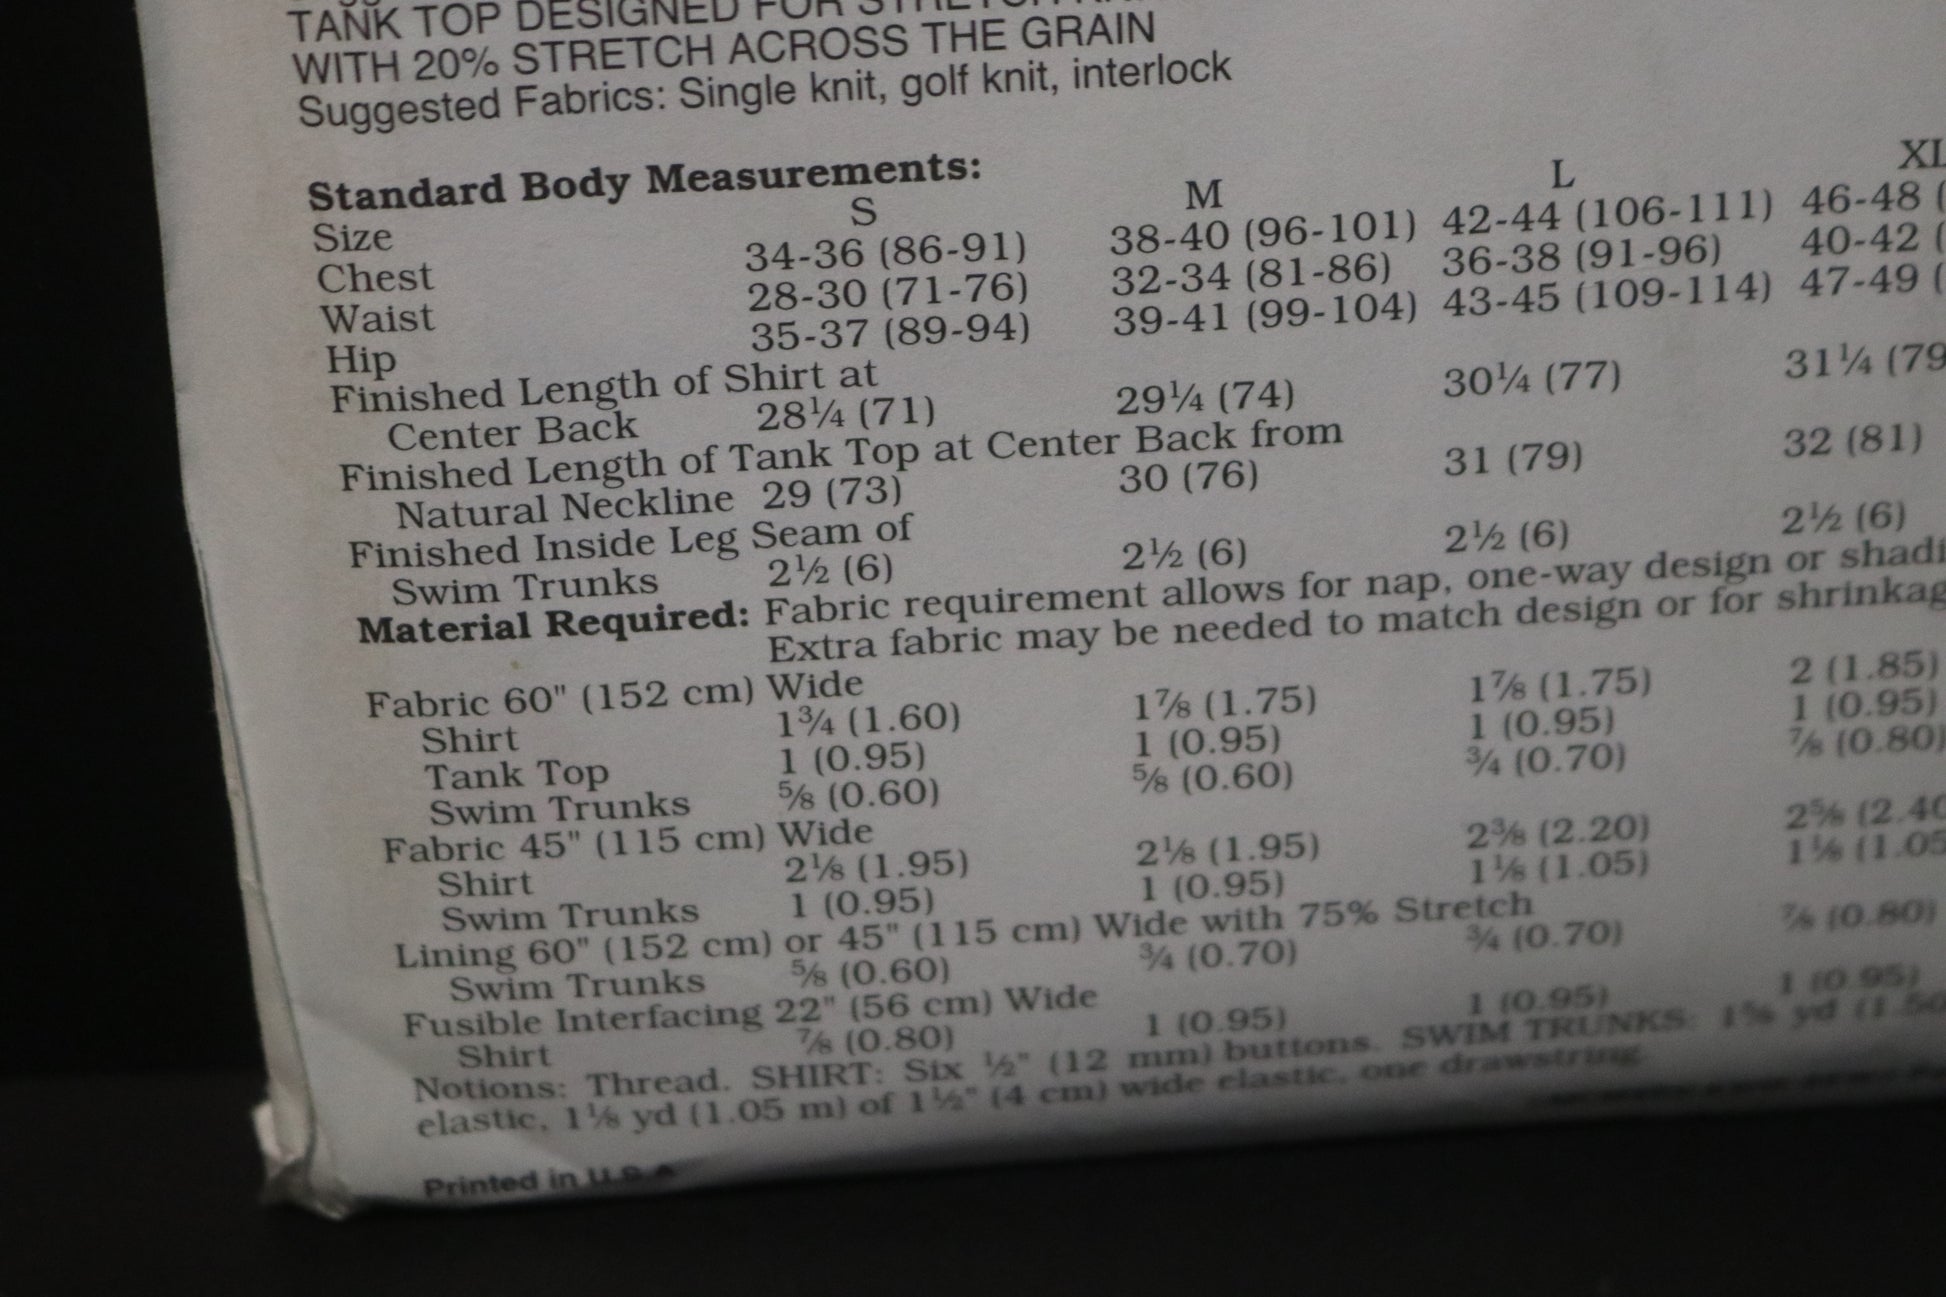 TANK TOP DESIGNED FOR STRETCH
WITH 20% STRETCH ACROSS THE GRAIN
Suggested Fabrics: Single knit, golf knit, interlock
Standard Body Measurements:
Size S M L XL
Chest 34-36 (86-91) 38-40 (96-101) 42-44 (106-111) 46-48 (
Waist 28-30 (71-76) 32-34 (81-86) 36-38 (91-96) 40-42 (
Hip 35-37 (89-94) 39-41 (99-104) 43-45 (109-114) 47-49 (
Finished Length of Shirt at
Center Back 28¼ (71) 29¼ (74) 30¼ (77) 31¼ (79
Finished Length of Tank Top at Center Back from
Natural Neckline 29 (73) 30 (76) 31 (79) 32 (81)
Finished Inside Leg Seam of
Swim Trunks 2½ (6) 2½ (6) 2½ (6) 2½ (6)
Material Required: Fabric requirement allows for nap, one-way design or shadi
Extra fabric may be needed to match design or for shrinkag
Fabric 60" (152 cm) Wide
Shirt 1¾ (1.60) 1⅞ (1.75) 1⅞ (1.75) 2 (1.85)
Tank Top 1 (0.95) 1 (0.95) 1 (0.95) 1 (0.95)
Swim Trunks ⅝ (0.60) ⅝ (0.60) ¾ (0.70) ⅞ (0.80)
Fabric 45" (115 cm) Wide
Shirt 2⅛ (1.95) 2⅛ (1.95) 2⅜ (2.20) 2⅝ (2.40
Swim Trunks 1 (0.95) 1 (0.95) 1⅛ (1.05) 1⅛ (1.05
Lining 60" (152 cm) or 45" (115 cm) Wide with 75% Stretch
Swim Trunks ⅝ (0.60) ¾ (0.70) ¾ (0.70) ⅞ (0.80)
Fusible Interfacing 22" (56 cm) Wide
Shirt ⅞ (0.80) 1 (0.95) 1 (0.95) 1 (0.95)
Notions: Thread. SHIRT: Six ½" (12 mm) buttons. SWIM TRUNKS: yd
elastic, 1⅛ yd (1.05 m) of 1½" (4 cm) wide elastic, one drawstring.
Printed in U.S.A